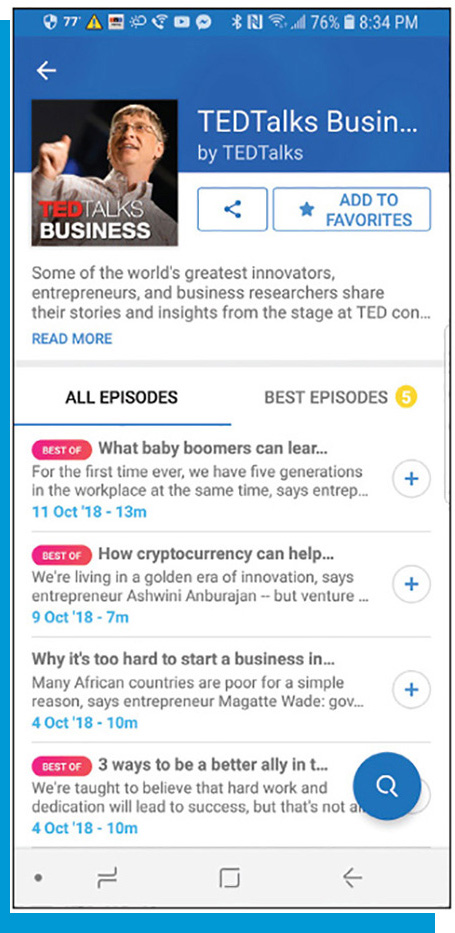 77° 76% 8:34 PM
TEDTalks Busin...
by TEDTalks
TEDTALKS
BUSINESS
ADD TO
FAVORITES
Some of the world's greatest innovators,
entrepreneurs, and business researchers share
their stories and insights from the stage at TED con...
READ MORE
ALL EPISODES BEST EPISODES 5
BEST OF What baby boomers can lear...
For the first time ever, we have five generations
in the workplace at the same time, says entrep...
11 Oct '18 - 13m
BEST OF How cryptocurrency can help...
We're living in a golden era of innovation, says
entrepreneur Ashwini Anburajan -- but venture ...
9 Oct '18 - 7m
Why it's too hard to start a business in...
Many African countries are poor for a simple
reason, says entrepreneur Magatte Wade: gov...
4 Oct '18 - 10m
BEST OF 3 ways to be a better ally in t...
We're taught to believe that hard work and
dedication will lead to success, but that's not
4 Oct '18 - 10m